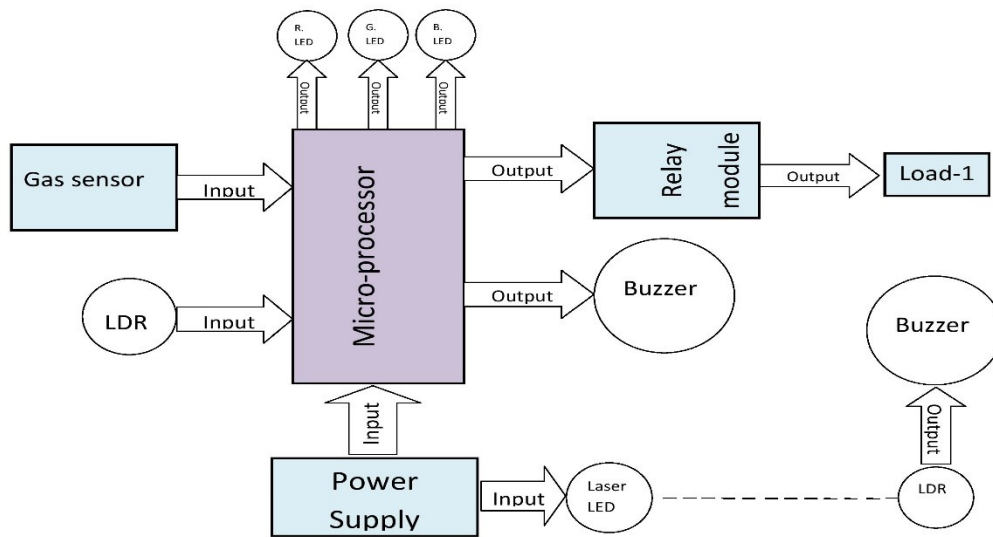 R.
LED
G.
LED
B.
LED
Output
Output
Output
Gas sensor
Input
Micro-processor
Output
Relay
module
Output
Load-1
LDR
Input
Output
Buzzer
Buzzer
Input
Output
Power
Supply
Input
Laser
LED
LDR